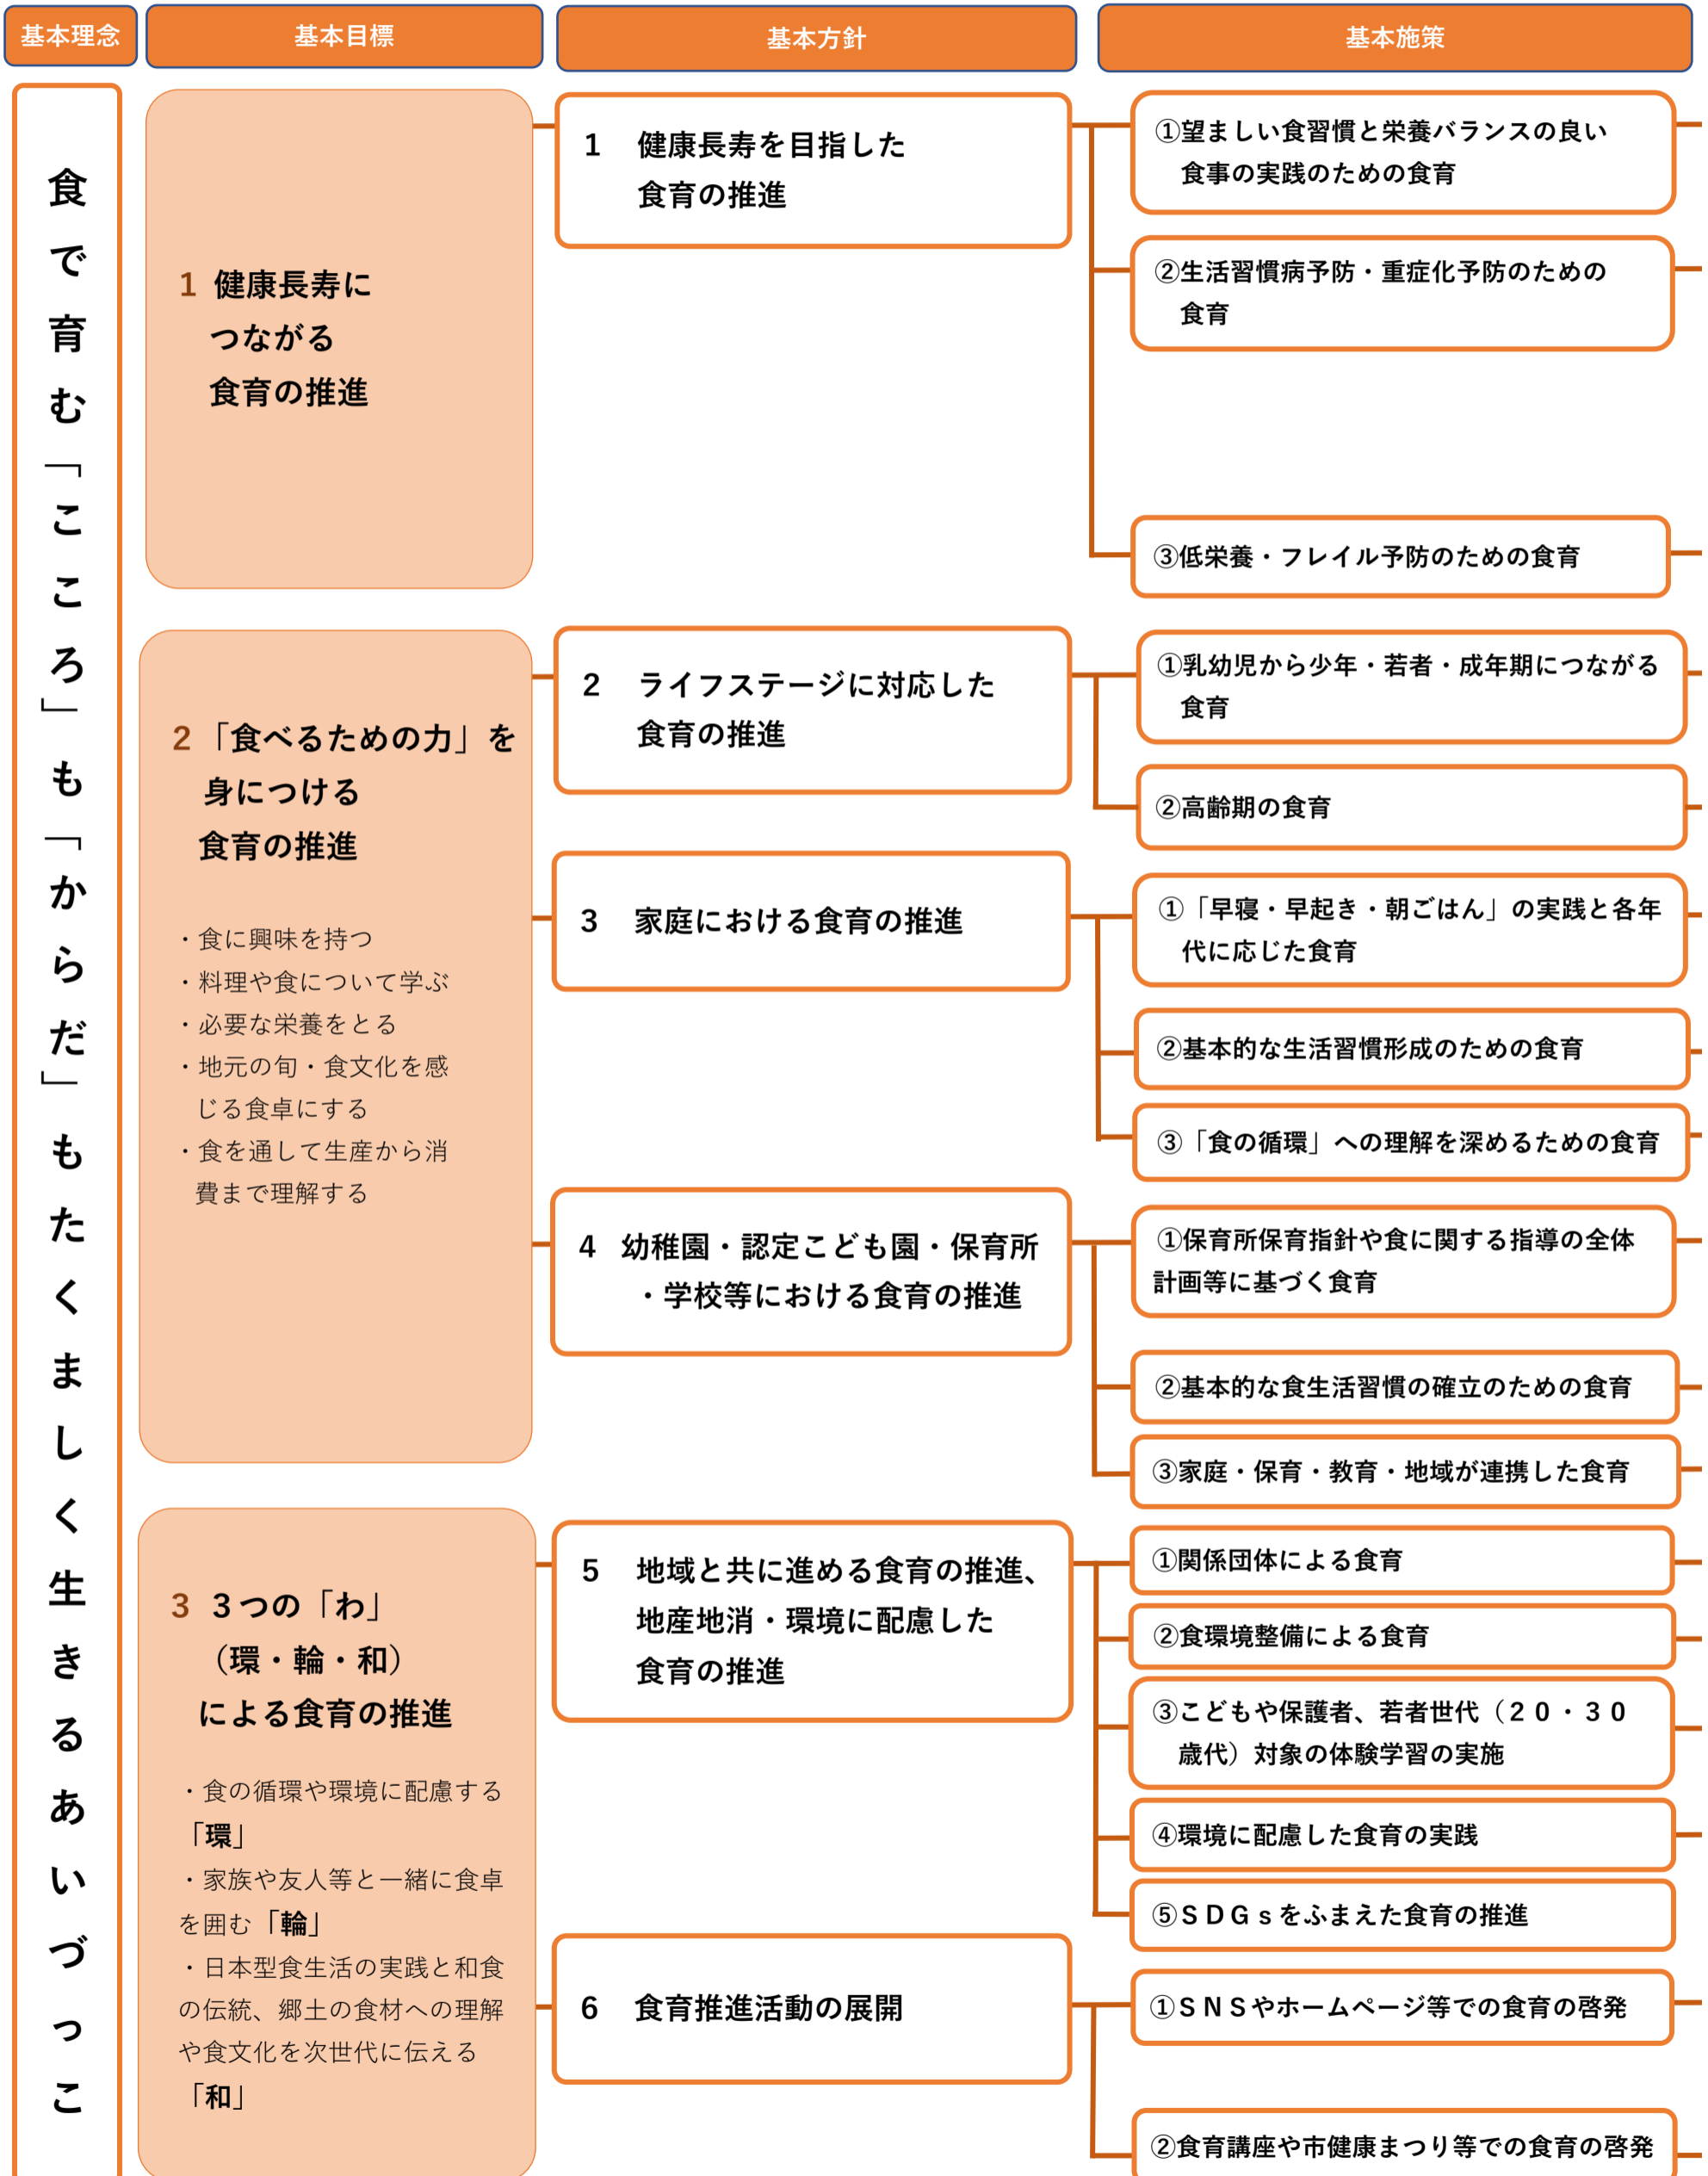 基本理念
基本目標
基本方針
基本施策
食で育む「こころ」も「からだ」もたくましく生きるあいづっこ
1 健康長寿に
つながる
食育の推進
1 健康長寿を目指した
食育の推進
①望ましい食習慣と栄養バランスの良い
食事の実践のための食育
②生活習慣病予防・重症化予防のための
食育
③低栄養・フレイル予防のための食育
2 「食べるための力」を
身につける
食育の推進
・食に興味を持つ
・料理や食について学ぶ
・必要な栄養をとる
・地元の旬・食文化を感
じる食卓にする
・食を通して生産から消
費まで理解する
2 ライフステージに対応した
食育の推進
①乳幼児から少年・若者・成年期につながる
食育
②高齢期の食育
3 家庭における食育の推進
①「早寝・早起き・朝ごはん」の実践と各年
代に応じた食育
②基本的な生活習慣形成のための食育
③「食の循環」への理解を深めるための食育
4 幼稚園・認定こども園・保育所
・学校等における食育の推進
①保育所保育指針や食に関する指導の全体
計画等に基づく食育
②基本的な食生活習慣の確立のための食育
③家庭・保育・教育・地域が連携した食育
3 ３つの「わ」
（環・輪・和）
による食育の推進
・食の循環や環境に配慮する
「環」
・家族や友人等と一緒に食卓
を囲む「輪」
・日本型食生活の実践と和食
の伝統、郷土の食材への理解
や食文化を次世代に伝える
「和」
5 地域と共に進める食育の推進、
地産地消・環境に配慮した
食育の推進
①関係団体による食育
②食環境整備による食育
③こどもや保護者、若者世代（２０・３０
歳代）対象の体験学習の実施
④環境に配慮した食育の実践
⑤ＳＤＧｓをふまえた食育の推進
6 食育推進活動の展開
①ＳＮＳやホームページ等での食育の啓発
②食育講座や市健康まつり等での食育の啓発